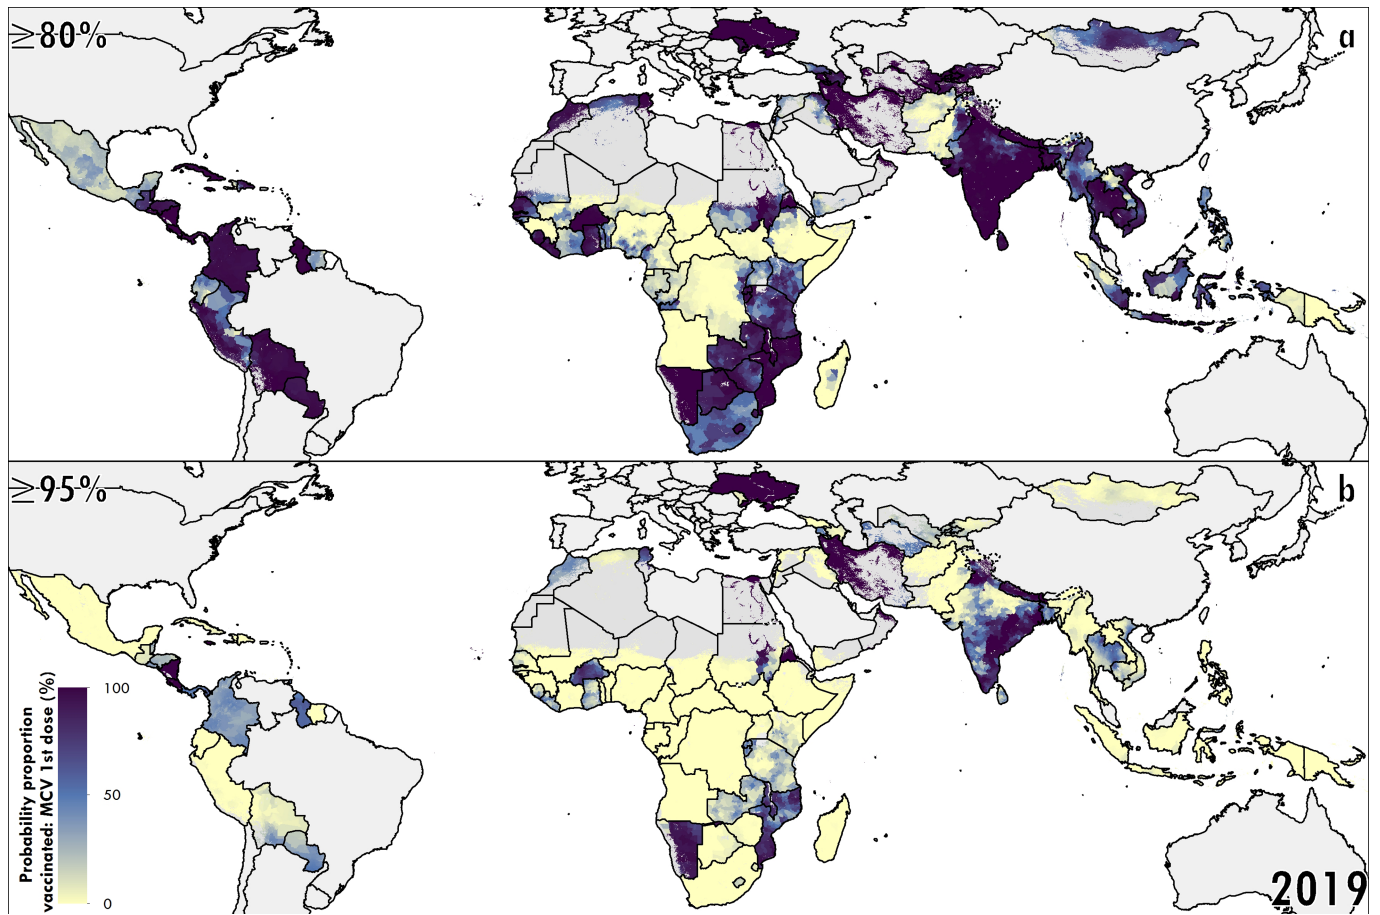 ≥80%
a
≥95%
b
Probability proportion
vaccinated: MCV 1st dose (%)
100
50
0
2019